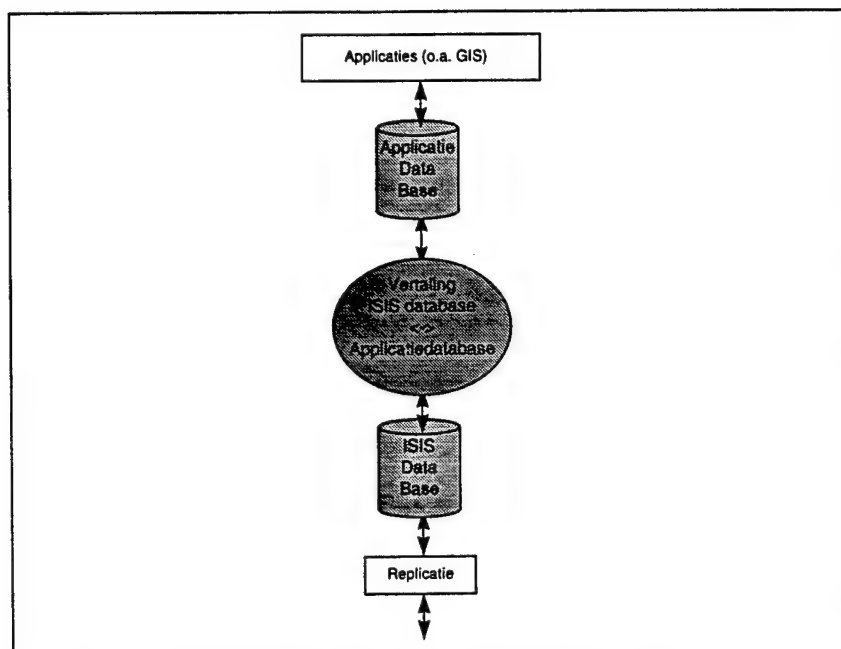 Applicaties (o.a. GIS)
Applicatie
Data
Base
Vertaling
ISIS database
<->
Applicatiedatabase
ISIS
Data
Base
Replicatie